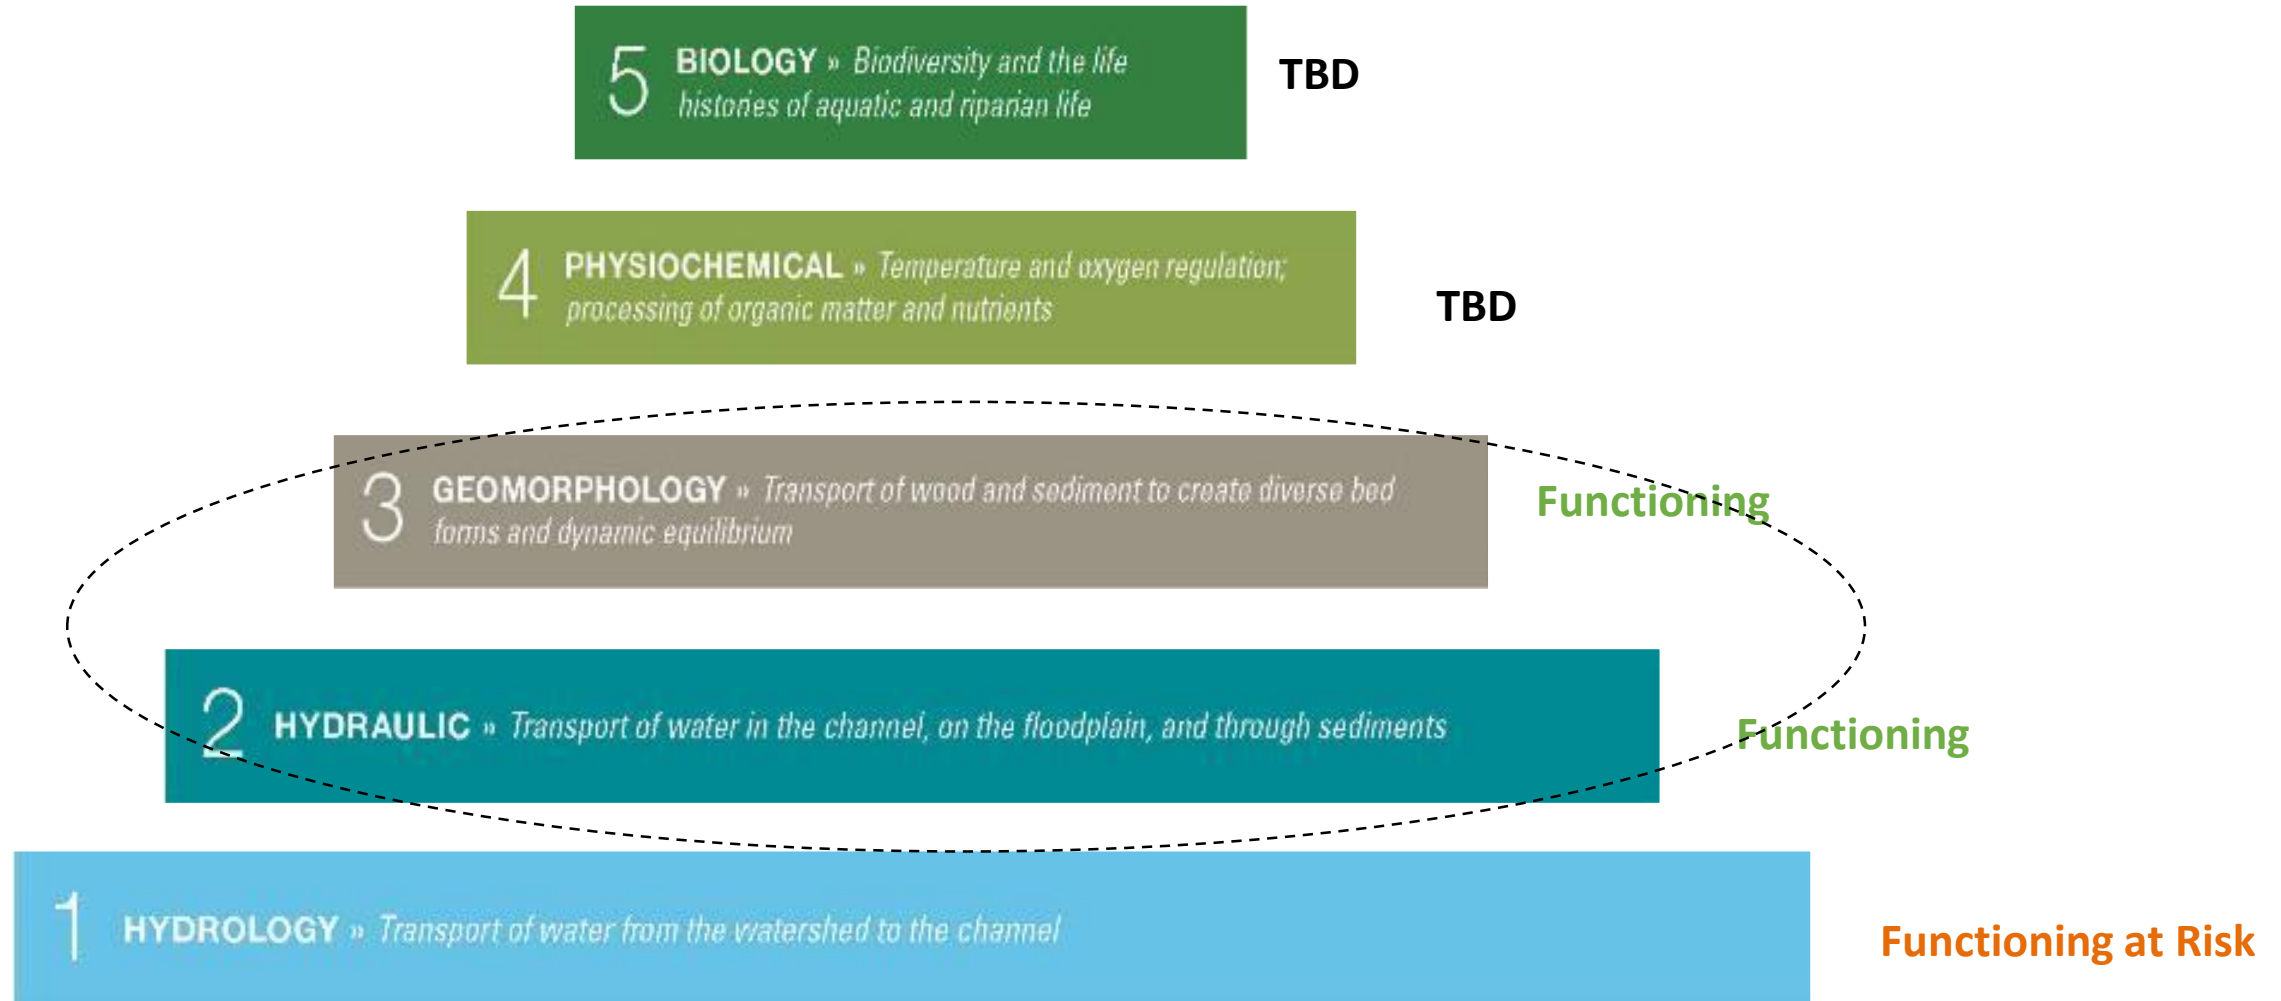 5 BIOLOGY » Biodiversity and the life
histories of aquatic and riparian life
TBD
4 PHYSIOCHEMICAL » Temperature and oxygen regulation;
processing of organic matter and nutrients
TBD
3 GEOMORPHOLOGY » Transport of wood and sediment to create diverse bed
forms and dynamic equilibrium
Functioning
2 HYDRAULIC » Transport of water in the channel, on the floodplain, and through sediments
Functioning
1 HYDROLOGY » Transport of water from the watershed to the channel
Functioning at Risk